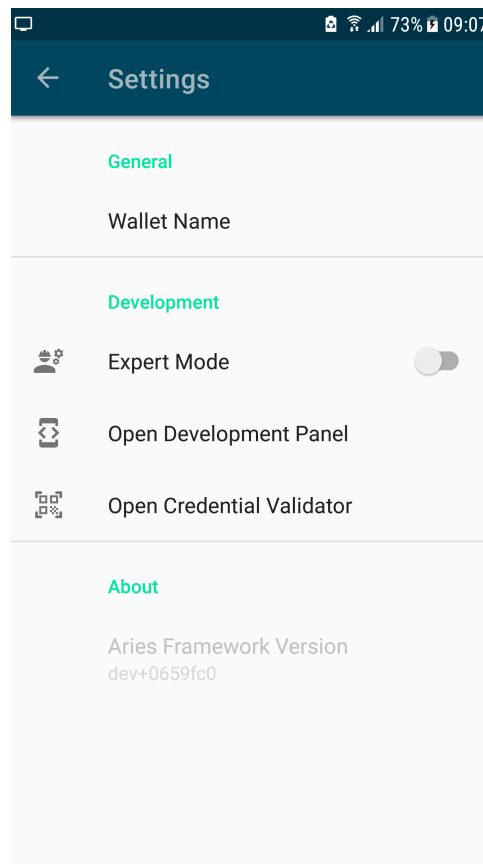 73% 09:07
Settings
General
Wallet Name
Development
Expert Mode
Open Development Panel
Open Credential Validator
About
Aries Framework Version
dev+0659fc0